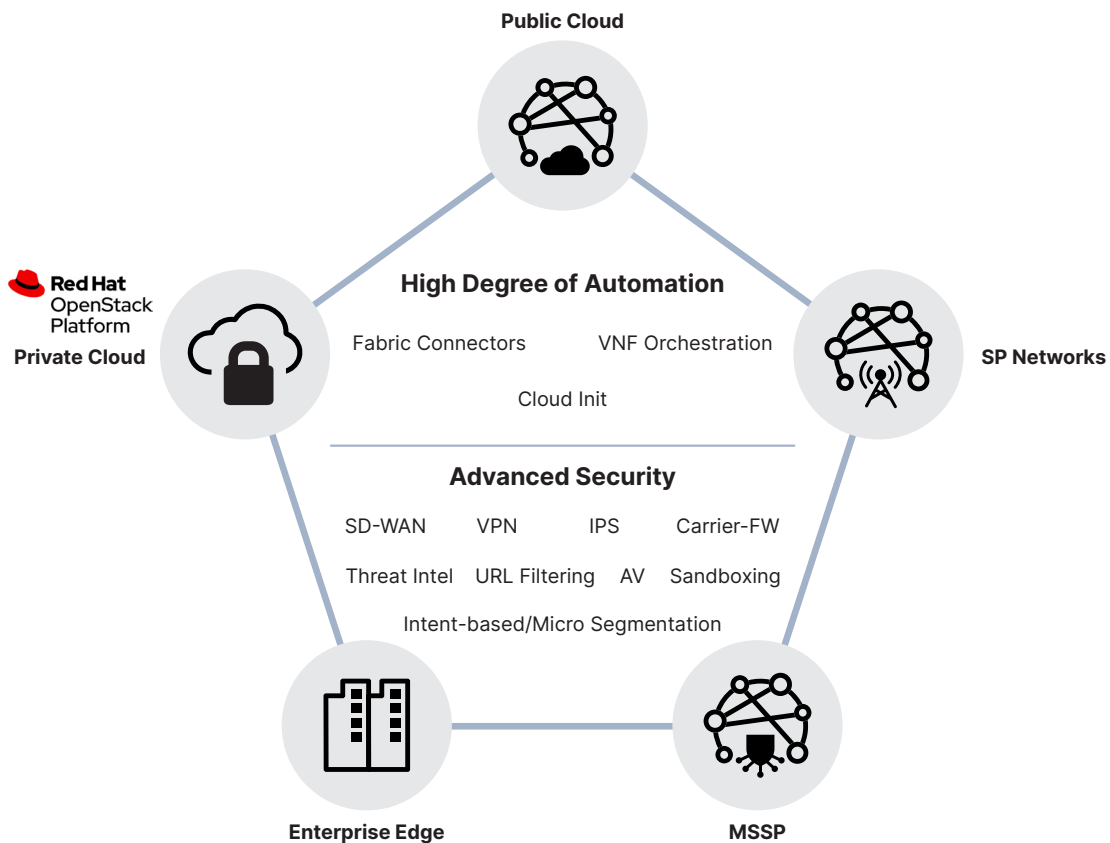 Public Cloud
Red Hat
OpenStack
Platform
Private Cloud
High Degree of Automation
Fabric Connectors VNF Orchestration
Cloud Init
SP Networks
Advanced Security
SD-WAN VPN IPS Carrier-FW
Threat Intel URL Filtering AV Sandboxing
Intent-based/Micro Segmentation
Enterprise Edge
MSSP